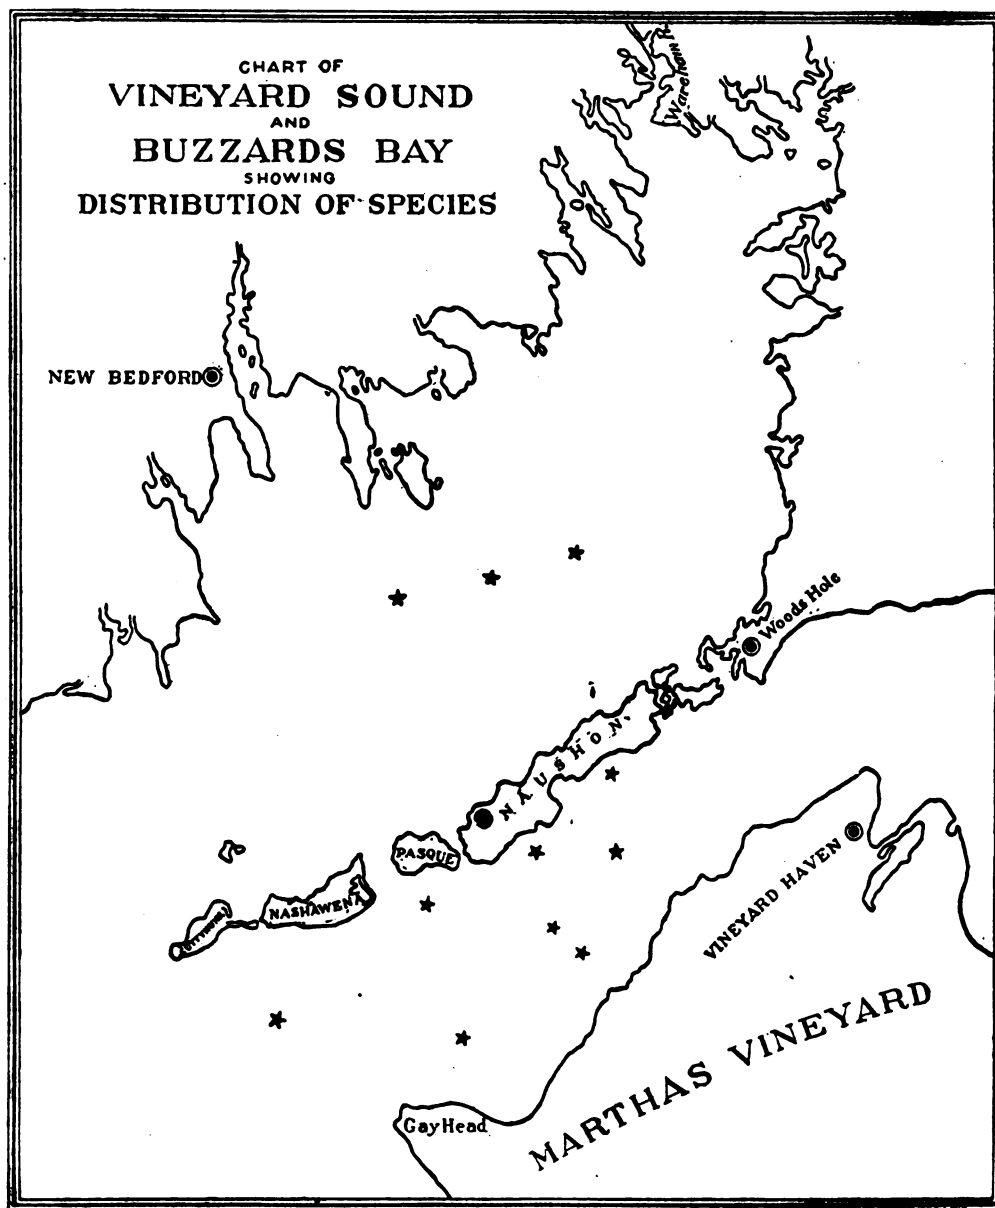 CHART OF
VINEYARD SOUND
AND
BUZZARDS BAY
SHOWING
DISTRIBUTION OF SPECIES
Wareham R.
NEW BEDFORD
Woods Hole
NAUSHON
PASQUE
NASHAWENA
VINEYARD HAVEN
MARTHAS VINEYARD
Gay Head